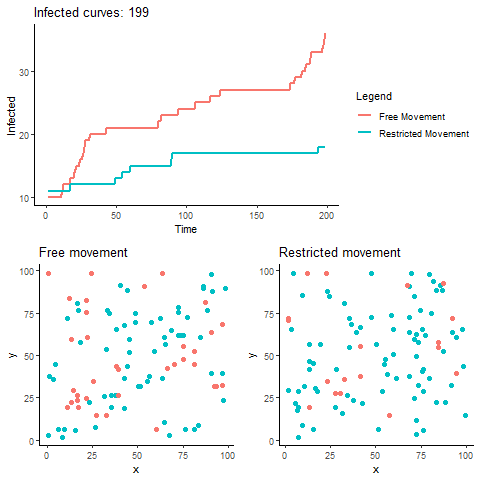 Infected curves: 199
Infected
30
20
10
0
50
100
150
200
Time
Legend
Free Movement
Restricted Movement
Free movement
y
100
75
50
25
0
0
25
50
75
100
x
Restricted movement
y
100
75
50
25
0
0
25
50
75
100
x